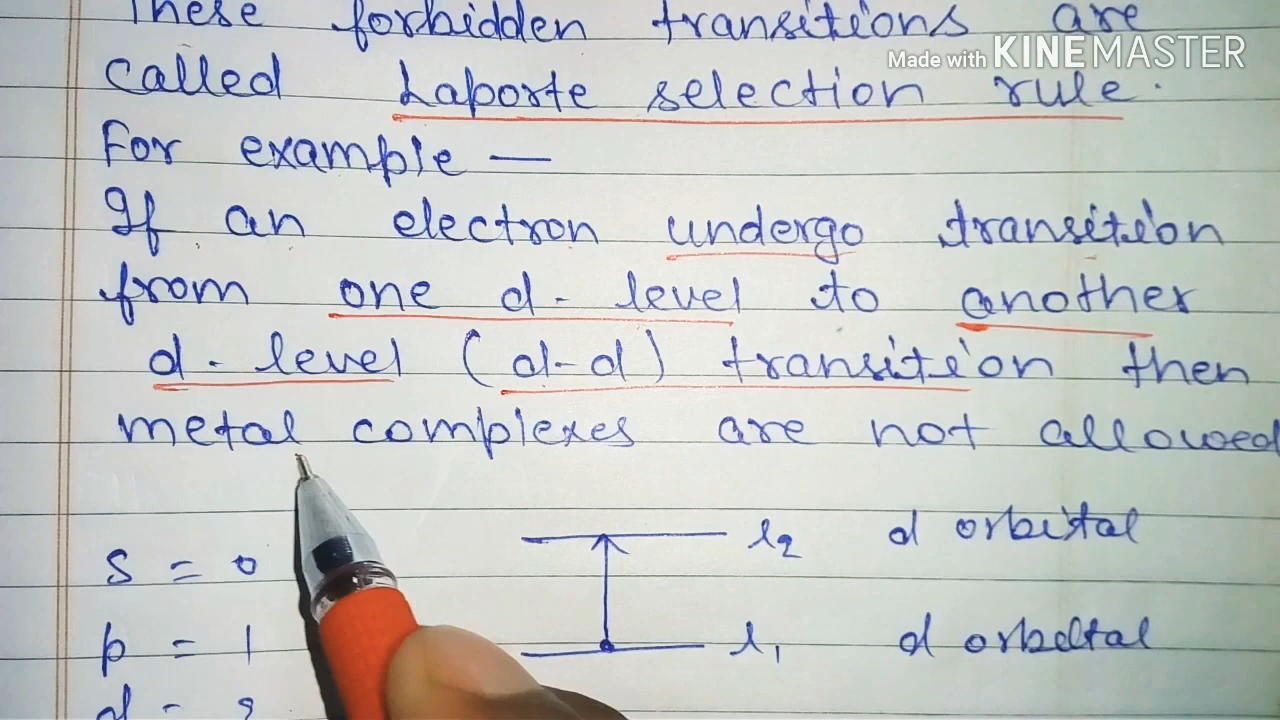 These forbidden transitions are
Made with KINEMASTER
called Laporte selection rule.
For example —
If an electron undergo transition
from one d-level to another
d-level (d-d) transition then
metal complexes are not allowed
l2 d orbital
s = 0
l1 d orbital
p = 1
d =